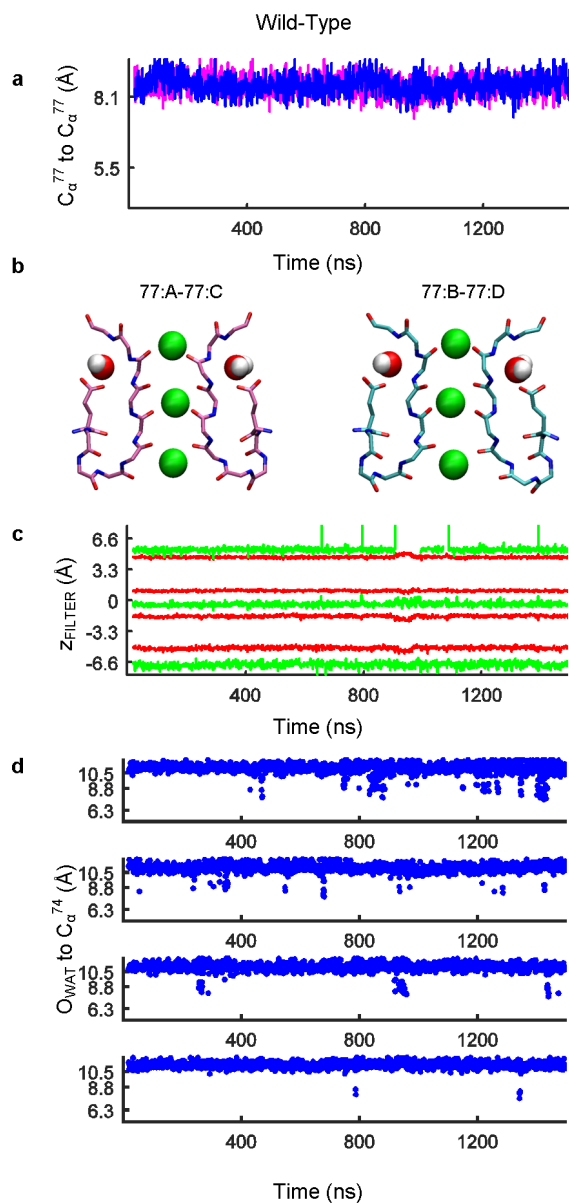 Wild-Type
a
Cα⁷⁷ to Cα⁷⁷ (Å)
8.1
5.5
400 800 1200
Time (ns)
b
77:A-77:C 77:B-77:D
c
zFILTER (Å)
6.6
3.3
0
-3.3
-6.6
400 800 1200
Time (ns)
d
OWAT to Cα⁷⁴ (Å)
10.5
8.8
6.3
400 800 1200
10.5
8.8
6.3
400 800 1200
10.5
8.8
6.3
400 800 1200
10.5
8.8
6.3
400 800 1200
Time (ns)